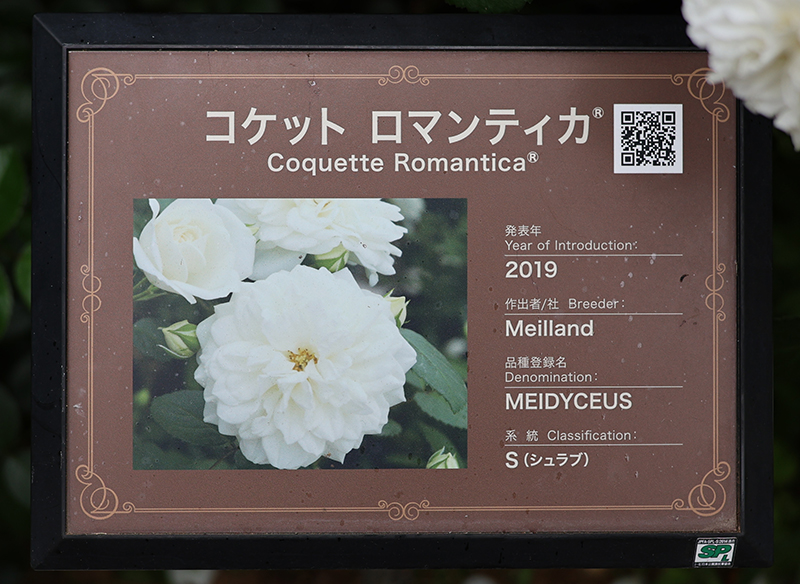 コケット ロマンティカ®
Coquette Romantica®
発表年
Year of Introduction:
2019
作出者/社 Breeder:
Meilland
品種登録名
Denomination:
MEIDYCEUS
系 統 Classification:
S(シュラブ)
SPL